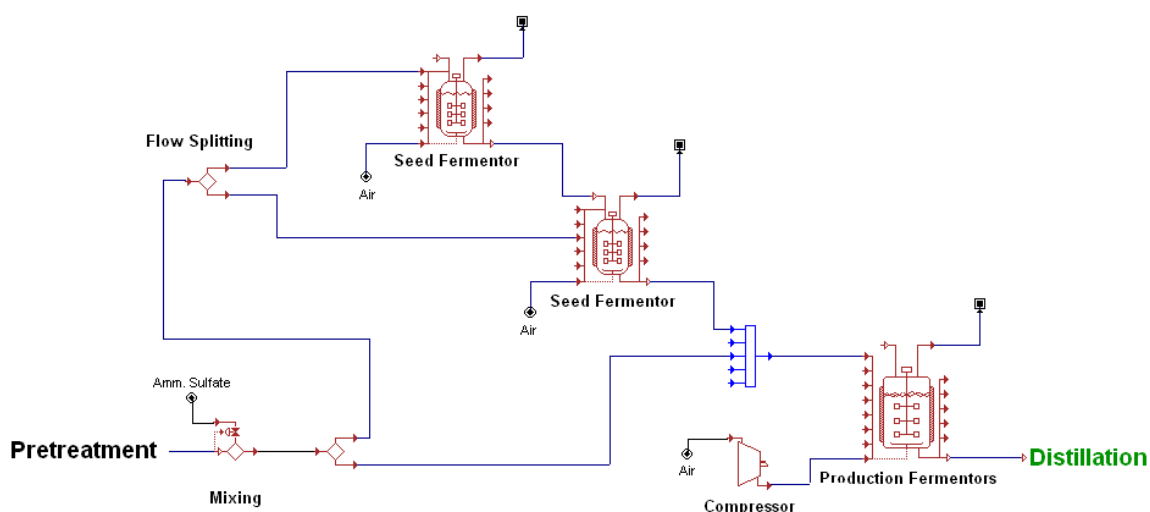 Flow Splitting
Seed Fermentor
Air
Seed Fermentor
Air
Amm. Sulfate
Pretreatment
Mixing
Air
Compressor
Production Fermentors
Distillation